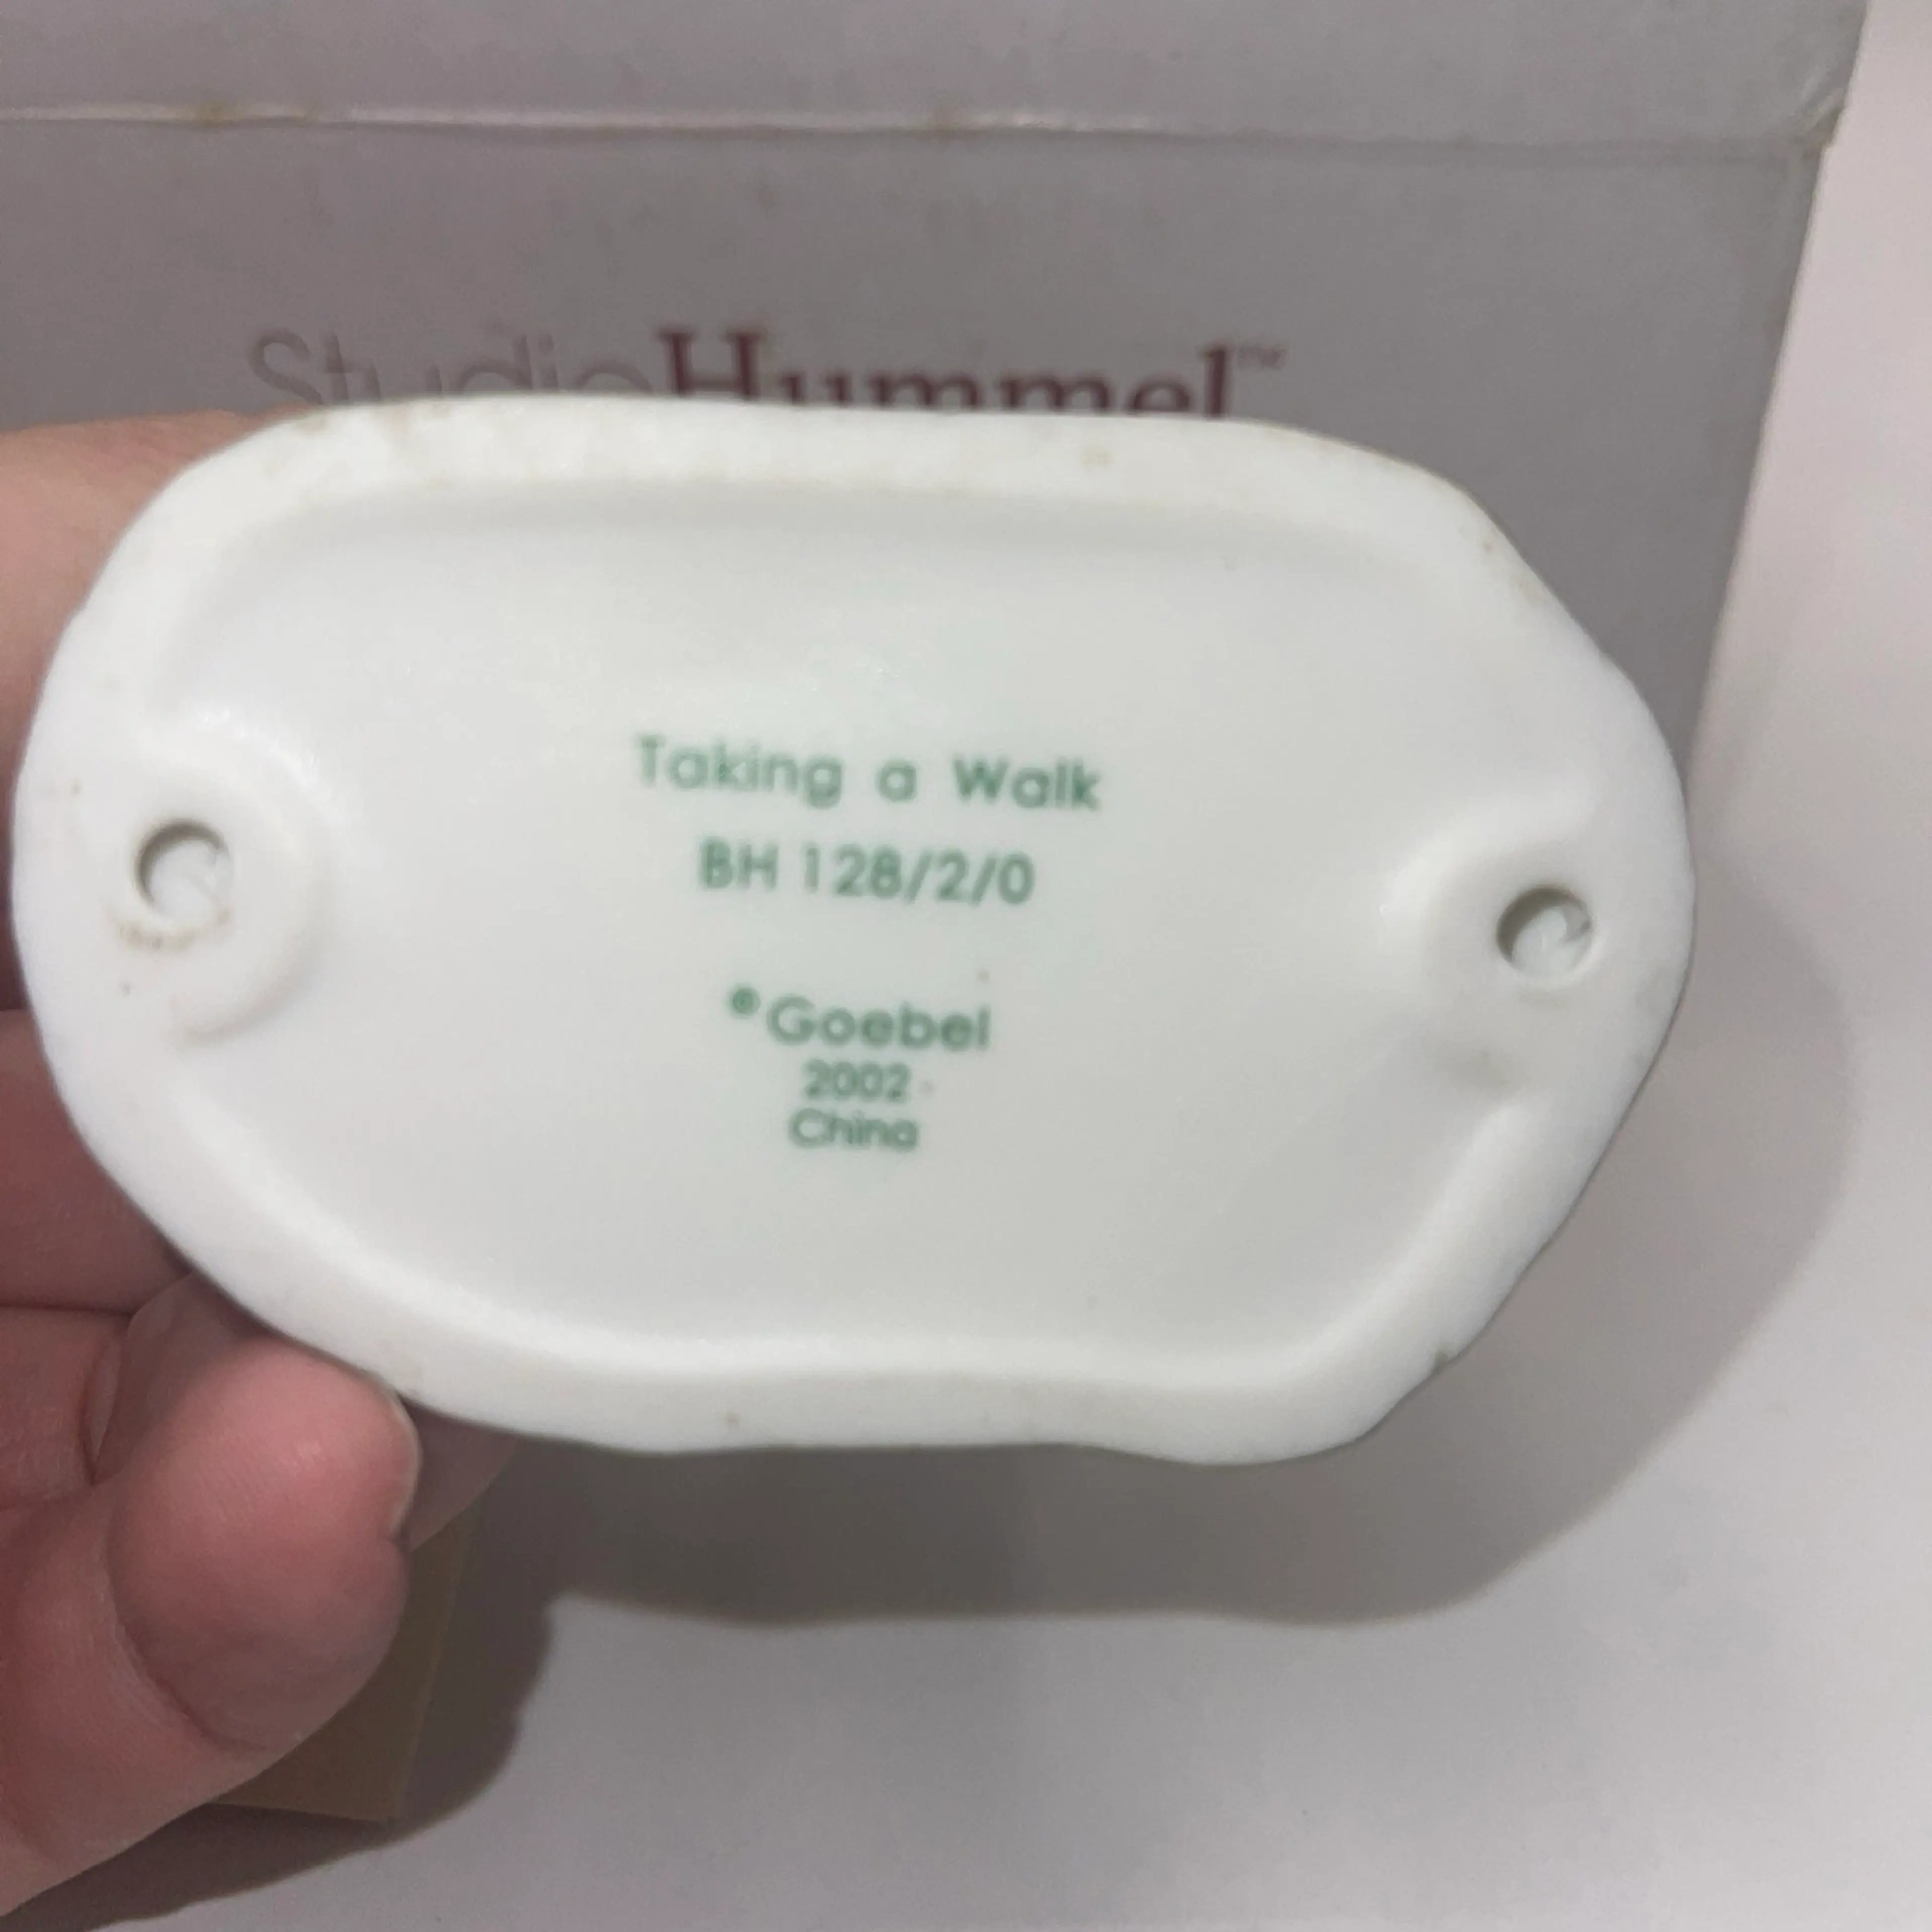 StudioHummel™
Taking a Walk
BH 128/2/0
©Goebel
2002
China